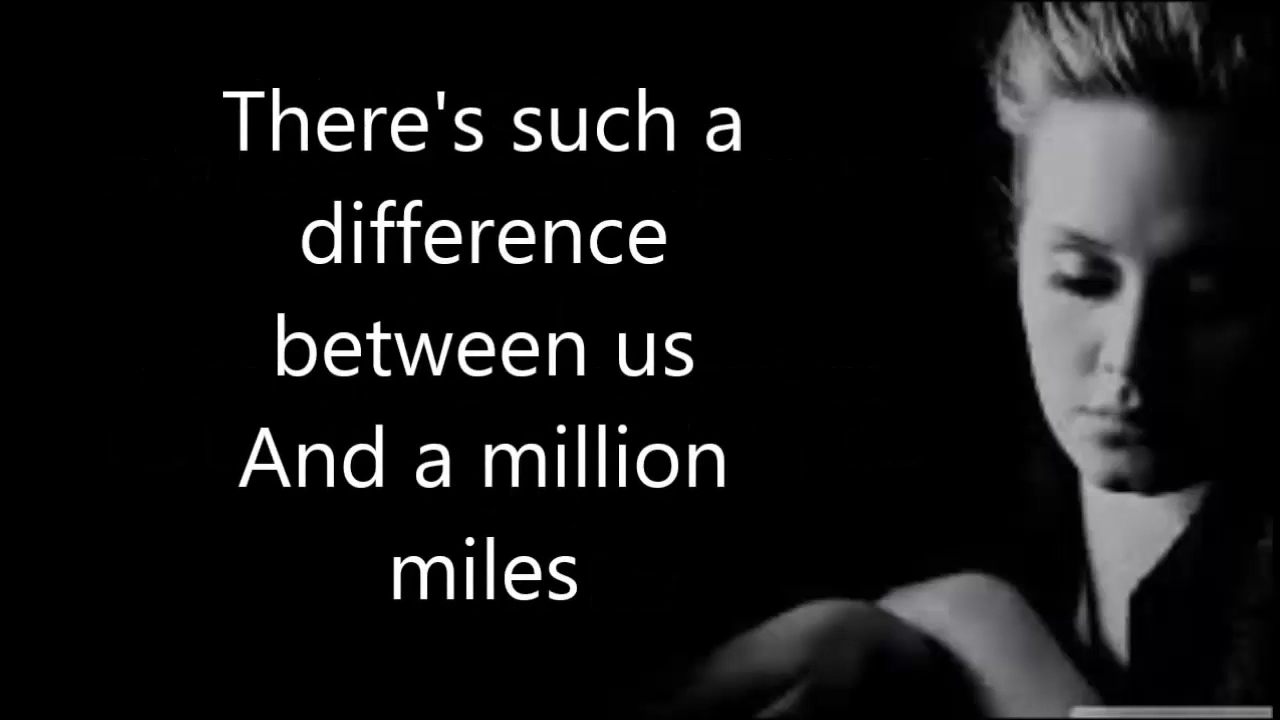 There's such a
difference
between us
And a million
miles